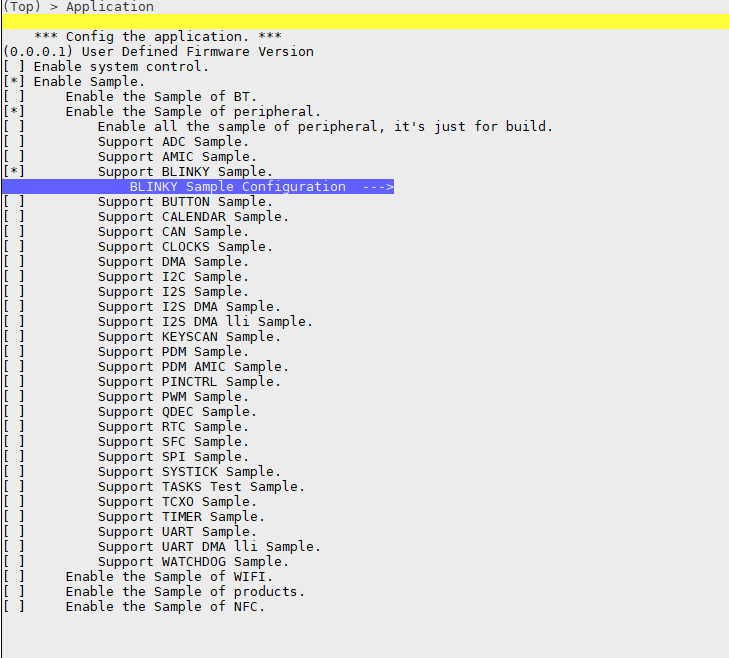 (Top) > Application
*** Config the application. ***
(0.0.0.1) User Defined Firmware Version
[ ] Enable system control.
[*] Enable Sample.
[ ]     Enable the Sample of BT.
[*]     Enable the Sample of peripheral.
[ ]         Enable all the sample of peripheral, it's just for build.
[ ]         Support ADC Sample.
[ ]         Support AMIC Sample.
[*]         Support BLINKY Sample.
                BLINKY Sample Configuration  --->
[ ]         Support BUTTON Sample.
[ ]         Support CALENDAR Sample.
[ ]         Support CAN Sample.
[ ]         Support CLOCKS Sample.
[ ]         Support DMA Sample.
[ ]         Support I2C Sample.
[ ]         Support I2S Sample.
[ ]         Support I2S DMA Sample.
[ ]         Support I2S DMA lli Sample.
[ ]         Support KEYSCAN Sample.
[ ]         Support PDM Sample.
[ ]         Support PDM AMIC Sample.
[ ]         Support PINCTRL Sample.
[ ]         Support PWM Sample.
[ ]         Support QDEC Sample.
[ ]         Support RTC Sample.
[ ]         Support SFC Sample.
[ ]         Support SPI Sample.
[ ]         Support SYSTICK Sample.
[ ]         Support TASKS Test Sample.
[ ]         Support TCXO Sample.
[ ]         Support TIMER Sample.
[ ]         Support UART Sample.
[ ]         Support UART DMA lli Sample.
[ ]         Support WATCHDOG Sample.
[ ]     Enable the Sample of WIFI.
[ ]     Enable the Sample of products.
[ ]     Enable the Sample of NFC.